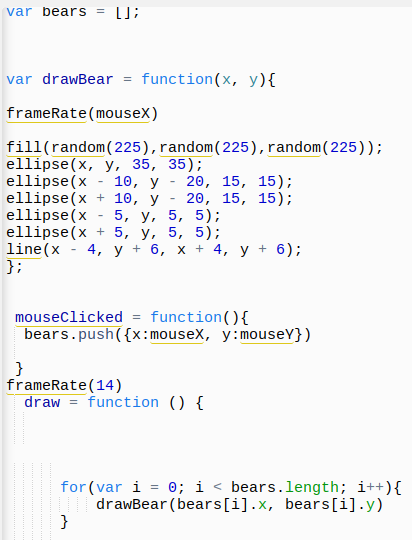 var bears = [];
var drawBear = function(x, y){
frameRate(mouseX)
fill(random(225),random(225),random(225));
ellipse(x, y, 35, 35);
ellipse(x - 10, y - 20, 15, 15);
ellipse(x + 10, y - 20, 15, 15);
ellipse(x - 5, y, 5, 5);
ellipse(x + 5, y, 5, 5);
line(x - 4, y + 6, x + 4, y + 6);
};
mouseClicked = function(){
bears.push({x:mouseX, y:mouseY})
}
frameRate(14)
draw = function () {
for(var i = 0; i < bears.length; i++){
drawBear(bears[i].x, bears[i].y)
}